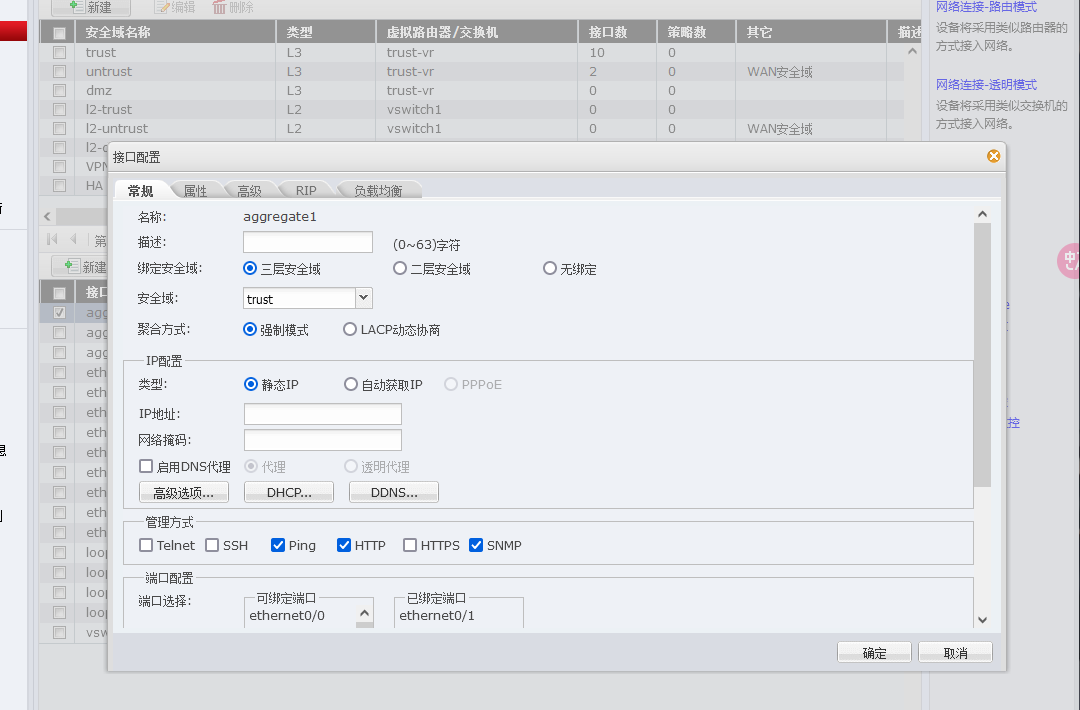 新建 编辑 删除
安全域名称 类型 虚拟路由器/交换机 接口数 策略数 其它 描述
trust L3 trust-vr 10 0
untrust L3 trust-vr 2 0 WAN安全域
dmz L3 trust-vr 0 0
l2-trust L2 vswitch1 0 0
l2-untrust L2 vswitch1 0 0 WAN安全域
VPN
HA
第
新建
接口
agg
agg
agg
eth
eth
eth
eth
eth
eth
eth
eth
eth
loop
loop
loop
loop
vsw
网络连接-路由模式
设备将采用类似路由器的
方式接入网络。
网络连接-透明模式
设备将采用类似交换机的
方式接入网络。
控
接口配置
常规 属性 高级 RIP 负载均衡
名称: aggregate1
描述: (0~63)字符
绑定安全域: 三层安全域 二层安全域 无绑定
安全域: trust
聚合方式: 强制模式 LACP动态协商
IP配置
类型: 静态IP 自动获取IP PPPoE
IP地址:
网络掩码:
启用DNS代理 代理 透明代理
高级选项... DHCP... DDNS...
管理方式
Telnet SSH Ping HTTP HTTPS SNMP
端口配置
端口选择: 可绑定端口 已绑定端口
ethernet0/0 ethernet0/1
确定 取消